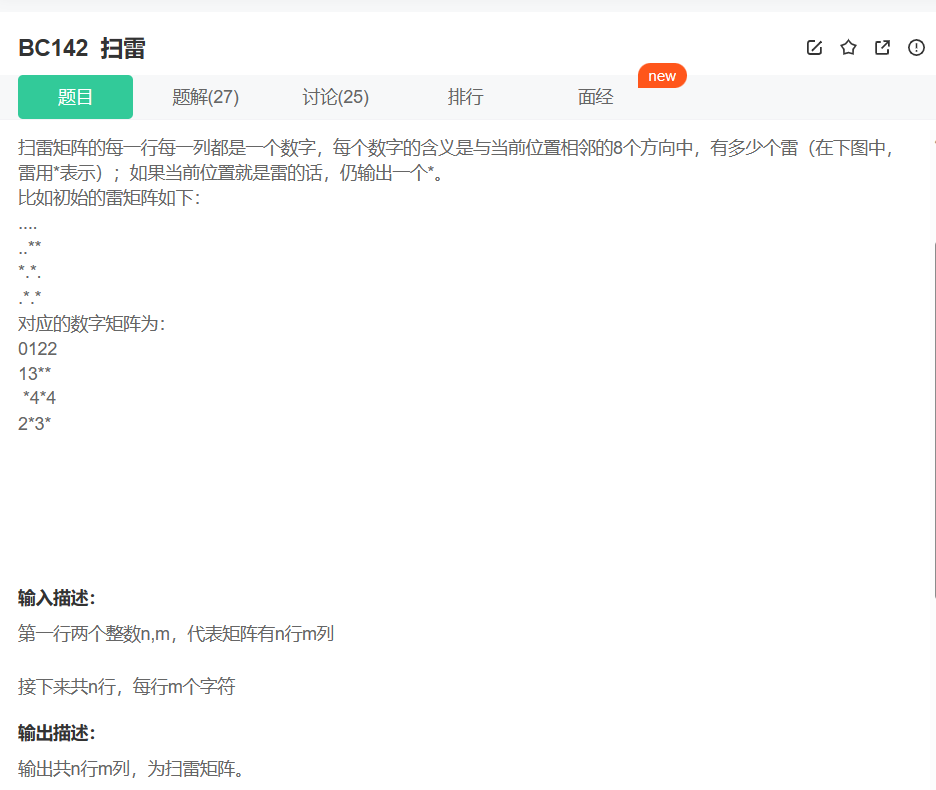 BC142 扫雷
题目 题解(27) 讨论(25) 排行 面经 new
扫雷矩阵的每一行每一列都是一个数字，每个数字的含义是与当前位置相邻的8个方向中，有多少个雷（在下图中，
雷用*表示）；如果当前位置就是雷的话，仍输出一个*。
比如初始的雷矩阵如下：
....
..**
*.*.
.*.*
对应的数字矩阵为：
0122
13**
*4*4
2*3*
输入描述：
第一行两个整数n,m，代表矩阵有n行m列
接下来共n行，每行m个字符
输出描述：
输出共n行m列，为扫雷矩阵。